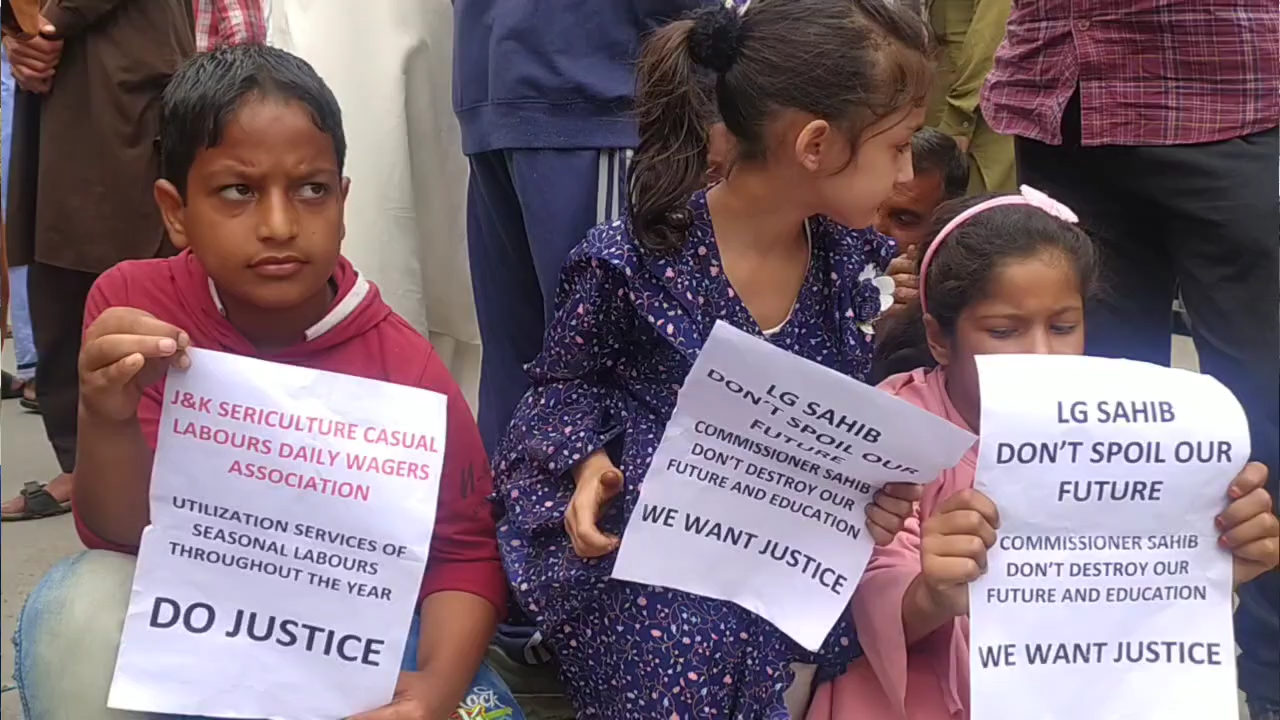 J&K SERICULTURE CASUAL
LABOURS DAILY WAGERS
ASSOCIATION
UTILIZATION SERVICES OF
SEASONAL LABOURS
THROUGHOUT THE YEAR
DO JUSTICE
LG SAHIB
DON'T SPOIL OUR
FUTURE
COMMISSIONER SAHIB
DON'T DESTROY OUR
FUTURE AND EDUCATION
WE WANT JUSTICE
LG SAHIB
DON'T SPOIL OUR
FUTURE
COMMISSIONER SAHIB
DON'T DESTROY OUR
FUTURE AND EDUCATION
WE WANT JUSTICE